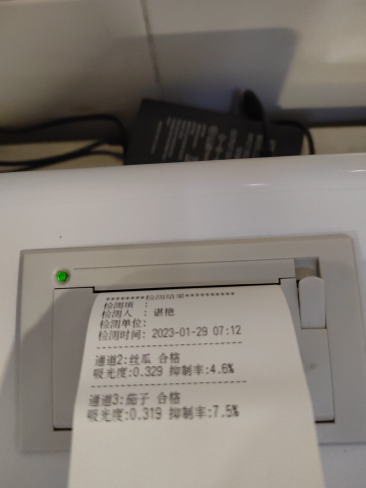 ********检测结果**********
检测项 :
检测人 : 谌艳
检测单位:
检测时间: 2023-01-29 07:12
通道2:丝瓜 合格
吸光度:0.329 抑制率:4.6%
通道3:茄子 合格
吸光度:0.319 抑制率:7.5%